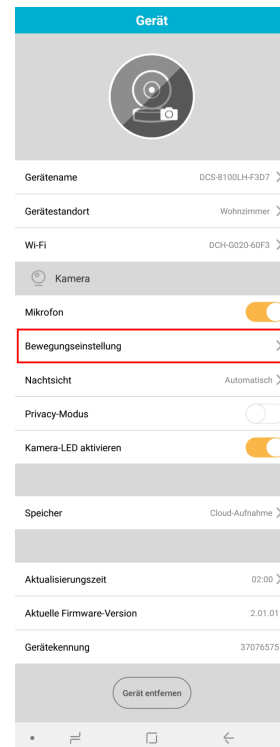 Gerät
Gerätename DCS-8100LH-F3D7
Gerätestandort Wohnzimmer
Wi-Fi DCH-G020-60F3
Kamera
Mikrofon
Bewegungseinstellung
Nachtsicht Automatisch
Privacy-Modus
Kamera-LED aktivieren
Speicher Cloud-Aufnahme
Aktualisierungszeit 02:00
Aktuelle Firmware-Version 2.01.01
Gerätekennung 37076575
Gerät entfernen